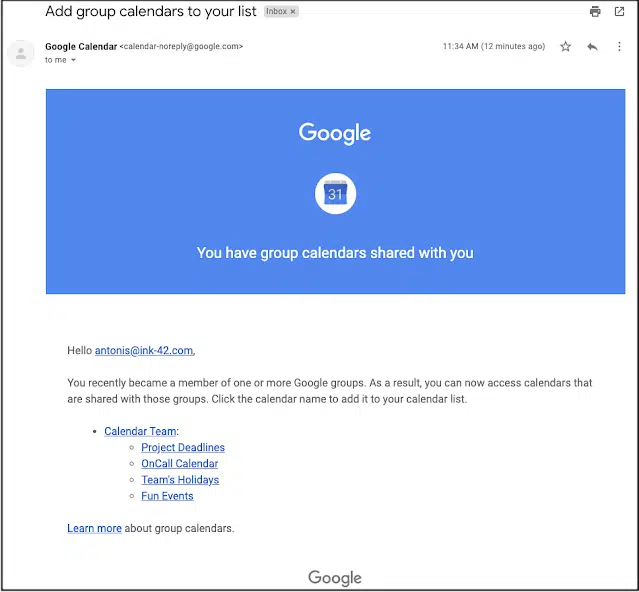 Add group calendars to your list Inbox ×
Google Calendar <calendar-noreply@google.com> 11:34 AM (12 minutes ago)
to me
Google
31
You have group calendars shared with you
Hello antonis@ink-42.com,
You recently became a member of one or more Google groups. As a result, you can now access calendars that
are shared with those groups. Click the calendar name to add it to your calendar list.
• Calendar Team:
◦ Project Deadlines
◦ OnCall Calendar
◦ Team's Holidays
◦ Fun Events
Learn more about group calendars.
Google